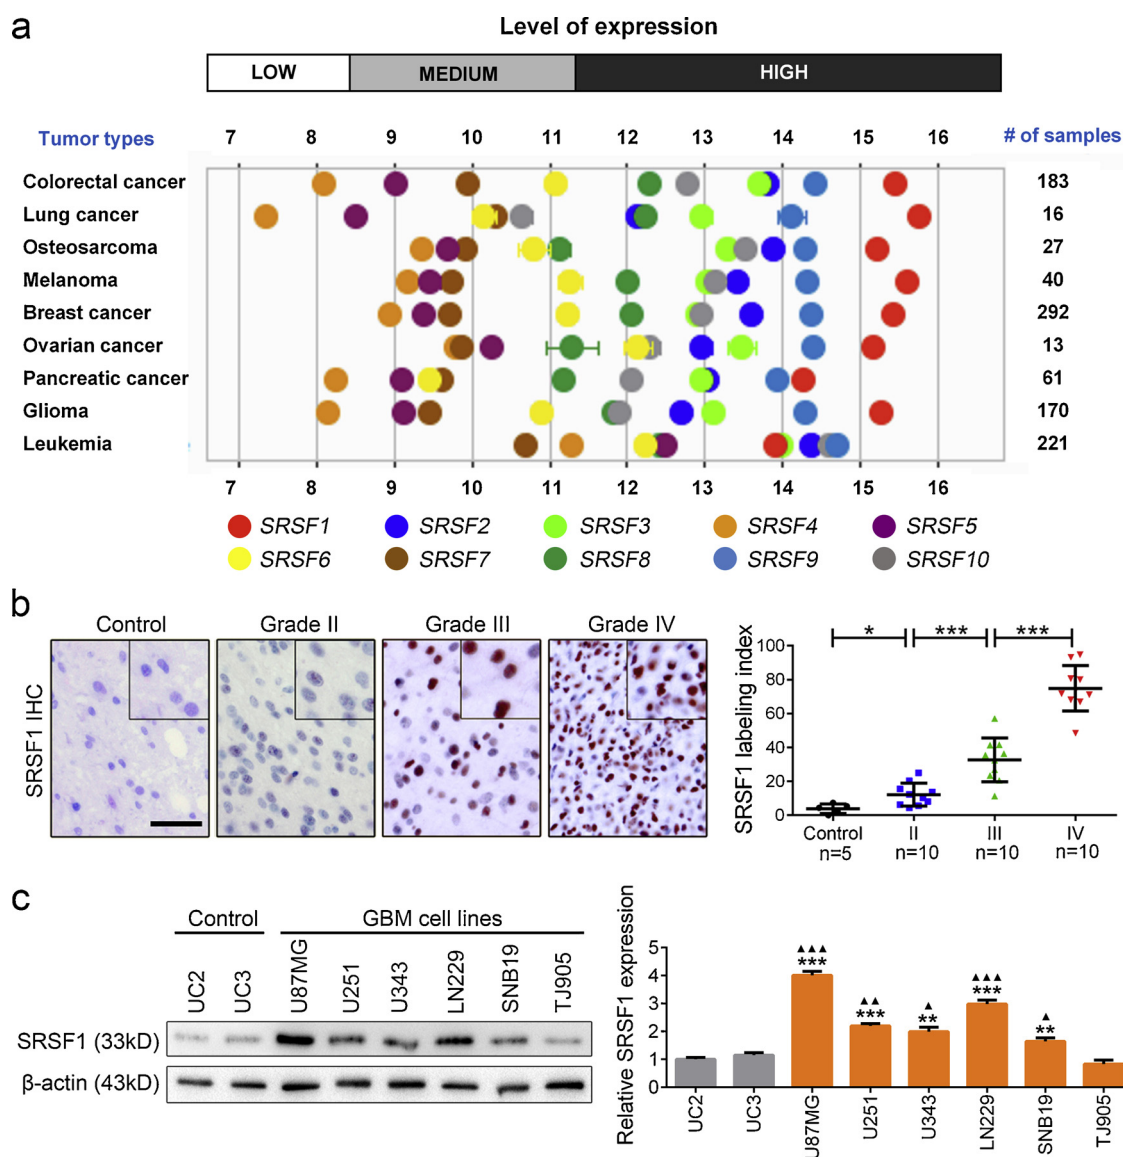 a
Level of expression
LOW MEDIUM HIGH
Tumor types 7 8 9 10 11 12 13 14 15 16 # of samples
Colorectal cancer 183
Lung cancer 16
Osteosarcoma 27
Melanoma 40
Breast cancer 292
Ovarian cancer 13
Pancreatic cancer 61
Glioma 170
Leukemia 221
7 8 9 10 11 12 13 14 15 16
SRSF1 SRSF2 SRSF3 SRSF4 SRSF5
SRSF6 SRSF7 SRSF8 SRSF9 SRSF10
b
Control Grade II Grade III Grade IV
SRSF1 IHC
SRSF1 labeling index
100
80
60
40
20
0
* *** ***
Control II III IV
n=5 n=10 n=10 n=10
c
Control GBM cell lines
UC2 UC3 U87MG U251 U343 LN229 SNB19 TJ905
SRSF1 (33kD)
β-actin (43kD)
Relative SRSF1 expression
5
4
3
2
1
0
▲▲▲ ▲▲ ▲ ▲▲▲ ▲
*** *** ** *** **
UC2 UC3 U87MG U251 U343 LN229 SNB19 TJ905